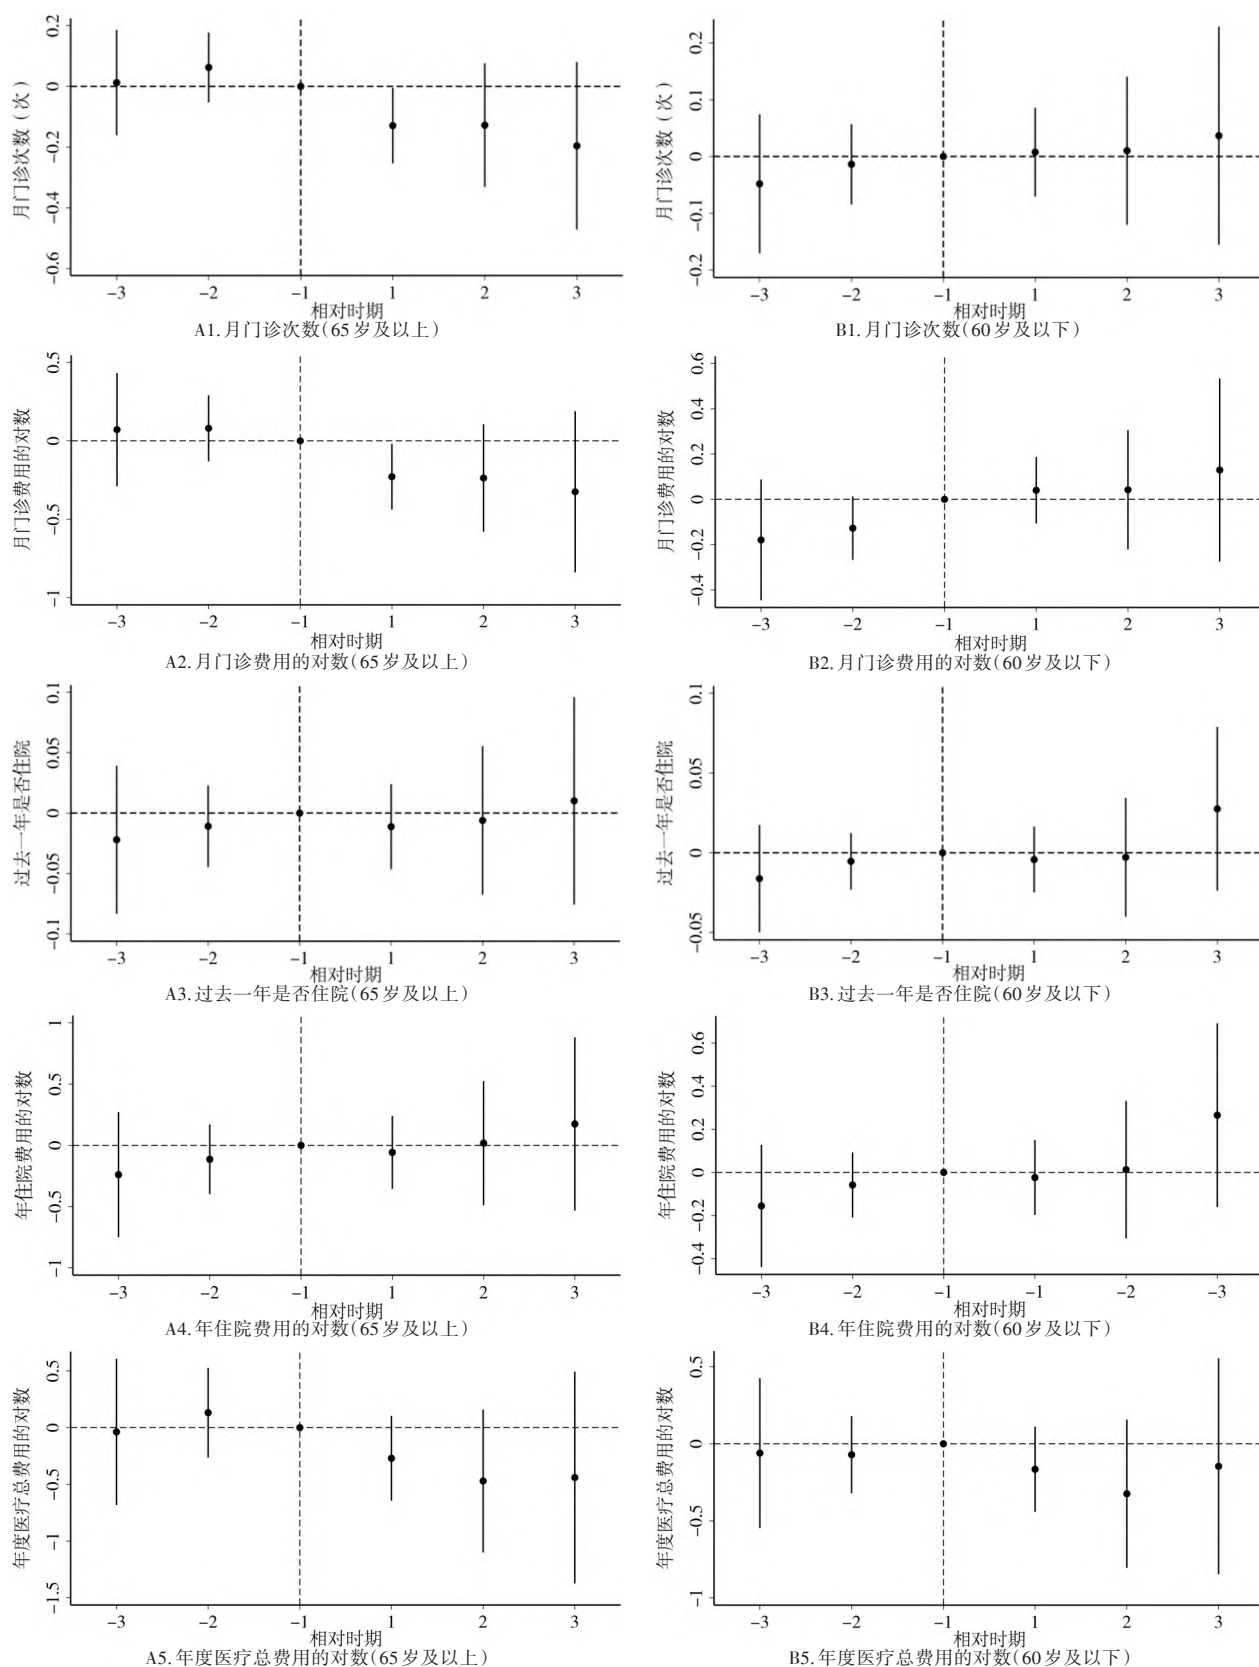 月门诊次数（次）
0.2
0
-0.2
-0.4
-0.6
-3 -2 -1 1 2 3
相对时期
A1.月门诊次数(65岁及以上)
月门诊次数（次）
0.2
0.1
0
-0.1
-0.2
-3 -2 -1 1 2 3
相对时期
B1.月门诊次数(60岁及以下)
月门诊费用的对数
0.5
0
-0.5
-1
-3 -2 -1 1 2 3
相对时期
A2.月门诊费用的对数(65岁及以上)
月门诊费用的对数
0.6
0.4
0.2
0
-0.2
-0.4
-3 -2 -1 1 2 3
相对时期
B2.月门诊费用的对数(60岁及以下)
过去一年是否住院
0.1
0.05
0
-0.05
-0.1
-3 -2 -1 1 2 3
相对时期
A3.过去一年是否住院(65岁及以上)
过去一年是否住院
0.1
0.05
0
-0.05
-3 -2 -1 1 2 3
相对时期
B3.过去一年是否住院(60岁及以下)
年住院费用的对数
1
0.5
0
-0.5
-1
-3 -2 -1 1 2 3
相对时期
A4.年住院费用的对数(65岁及以上)
年住院费用的对数
0.6
0.4
0.2
0
-0.2
-0.4
-3 -2 -1 -1 -2 -3
相对时期
B4.年住院费用的对数(60岁及以下)
年度医疗总费用的对数
0.5
0
-0.5
-1
-1.5
-3 -2 -1 1 2 3
相对时期
A5.年度医疗总费用的对数(65岁及以上)
年度医疗总费用的对数
0.5
0
-0.5
-1
-3 -2 -1 1 2 3
相对时期
B5.年度医疗总费用的对数(60岁及以下)